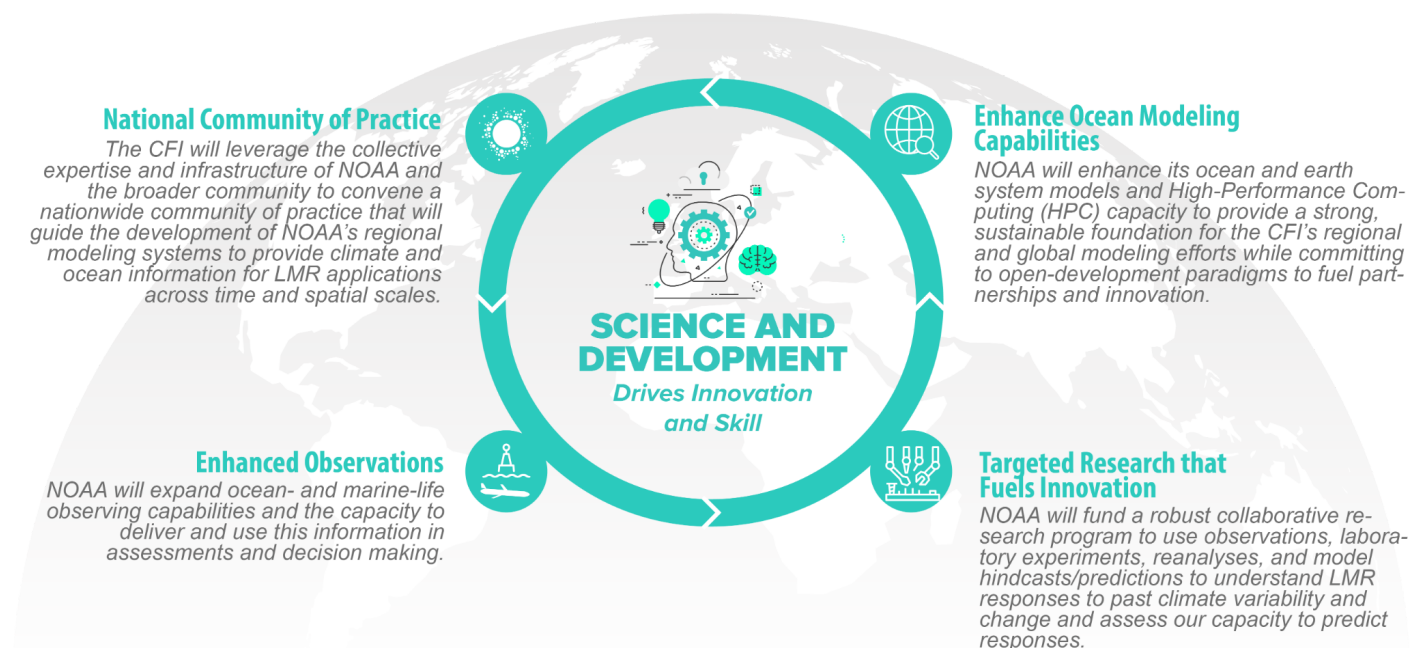 National Community of Practice
The CFI will leverage the collective
expertise and infrastructure of NOAA and
the broader community to convene a
nationwide community of practice that will
guide the development of NOAA's regional
modeling systems to provide climate and
ocean information for LMR applications
across time and spatial scales.
Enhance Ocean Modeling
Capabilities
NOAA will enhance its ocean and earth
system models and High-Performance Com-
puting (HPC) capacity to provide a strong,
sustainable foundation for the CFI's regional
and global modeling efforts while committing
to open-development paradigms to fuel part-
nerships and innovation.
SCIENCE AND
DEVELOPMENT
Drives Innovation
and Skill
Enhanced Observations
NOAA will expand ocean- and marine-life
observing capabilities and the capacity to
deliver and use this information in
assessments and decision making.
Targeted Research that
Fuels Innovation
NOAA will fund a robust collaborative re-
search program to use observations, labora-
tory experiments, reanalyses, and model
hindcasts/predictions to understand LMR
responses to past climate variability and
change and assess our capacity to predict
responses.